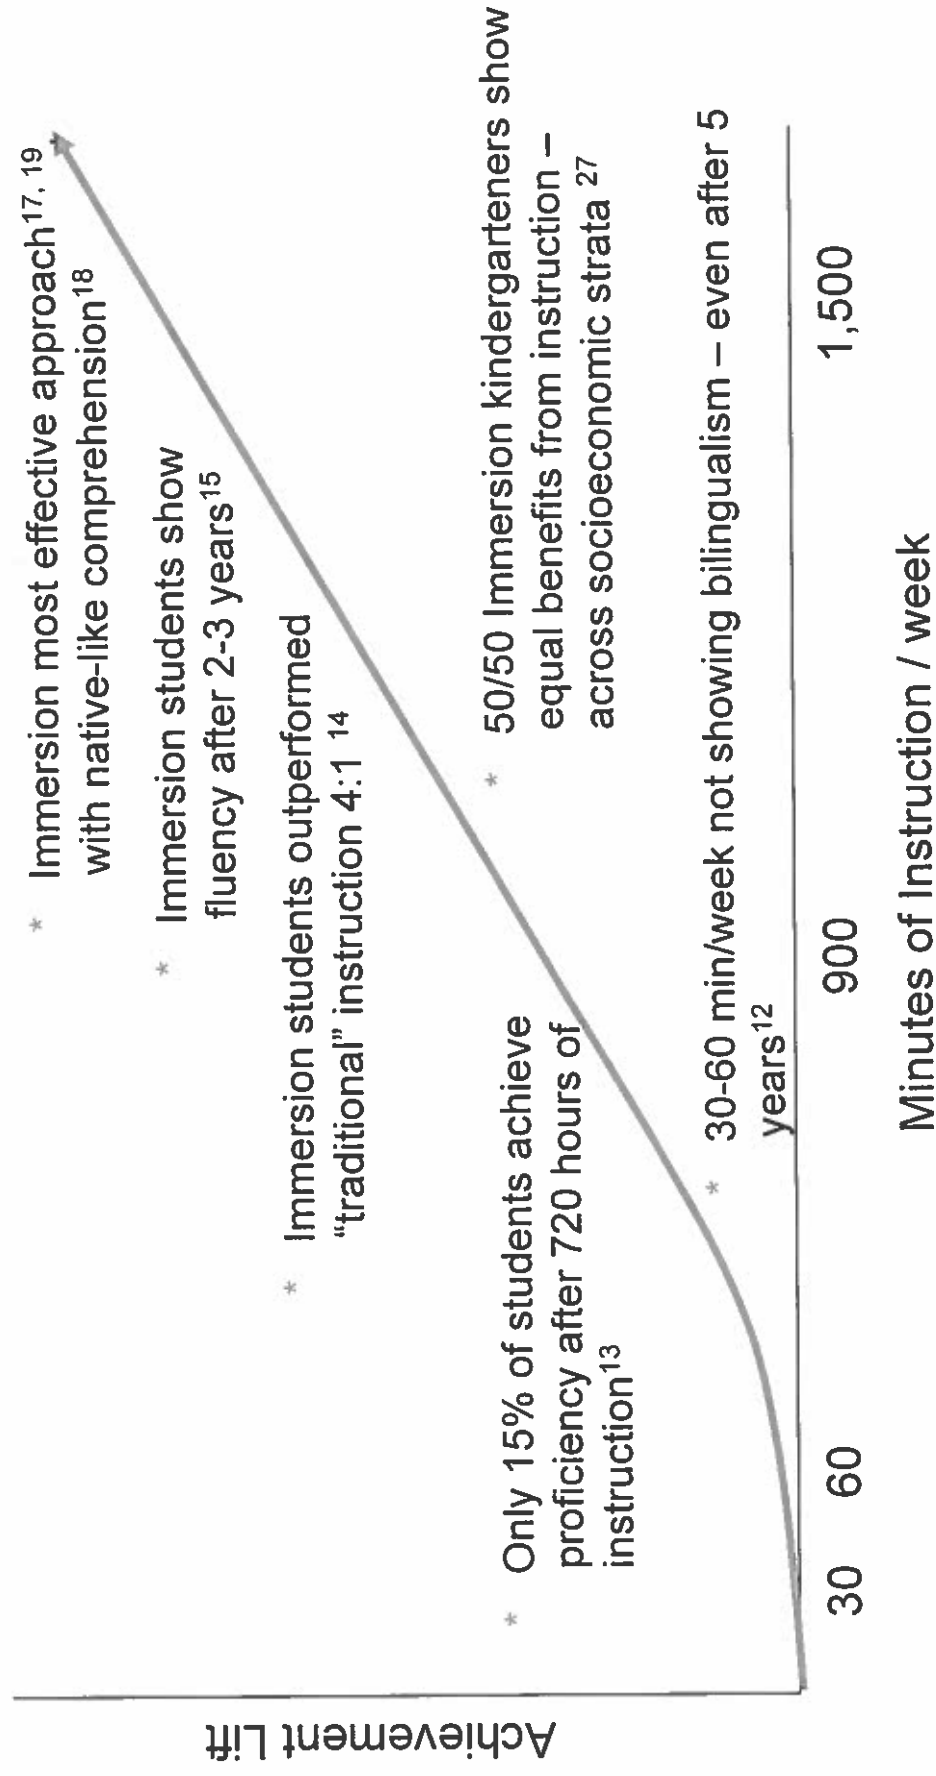 Achievement Lift
* Immersion most effective approach17, 19
with native-like comprehension18
* Immersion students show
fluency after 2-3 years15
* Immersion students outperformed
“traditional” instruction 4:1 14
* Only 15% of students achieve
proficiency after 720 hours of
instruction13
* 50/50 Immersion kindergarteners show
equal benefits from instruction –
across socioeconomic strata 27
* 30-60 min/week not showing bilingualism – even after 5
years12
30 60 900 1,500
Minutes of Instruction / week